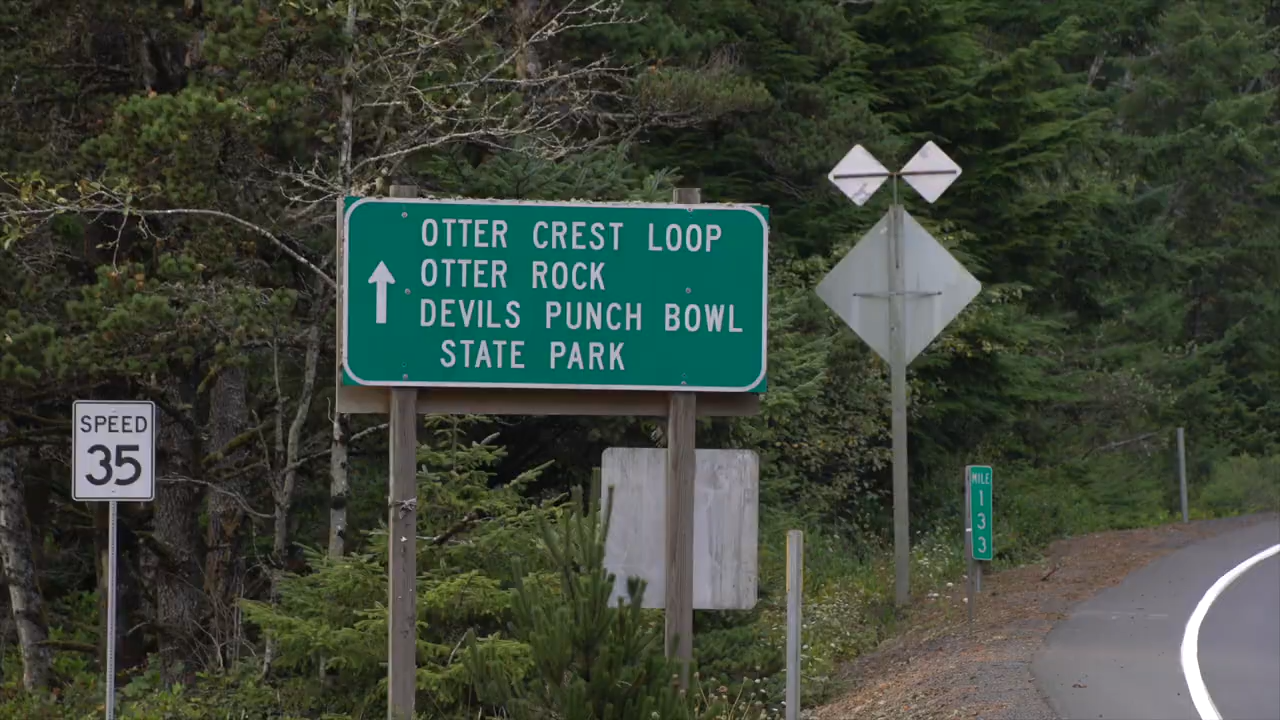 OTTER CREST LOOP
OTTER ROCK
DEVILS PUNCH BOWL
STATE PARK
SPEED
35
MILE
1
3
3